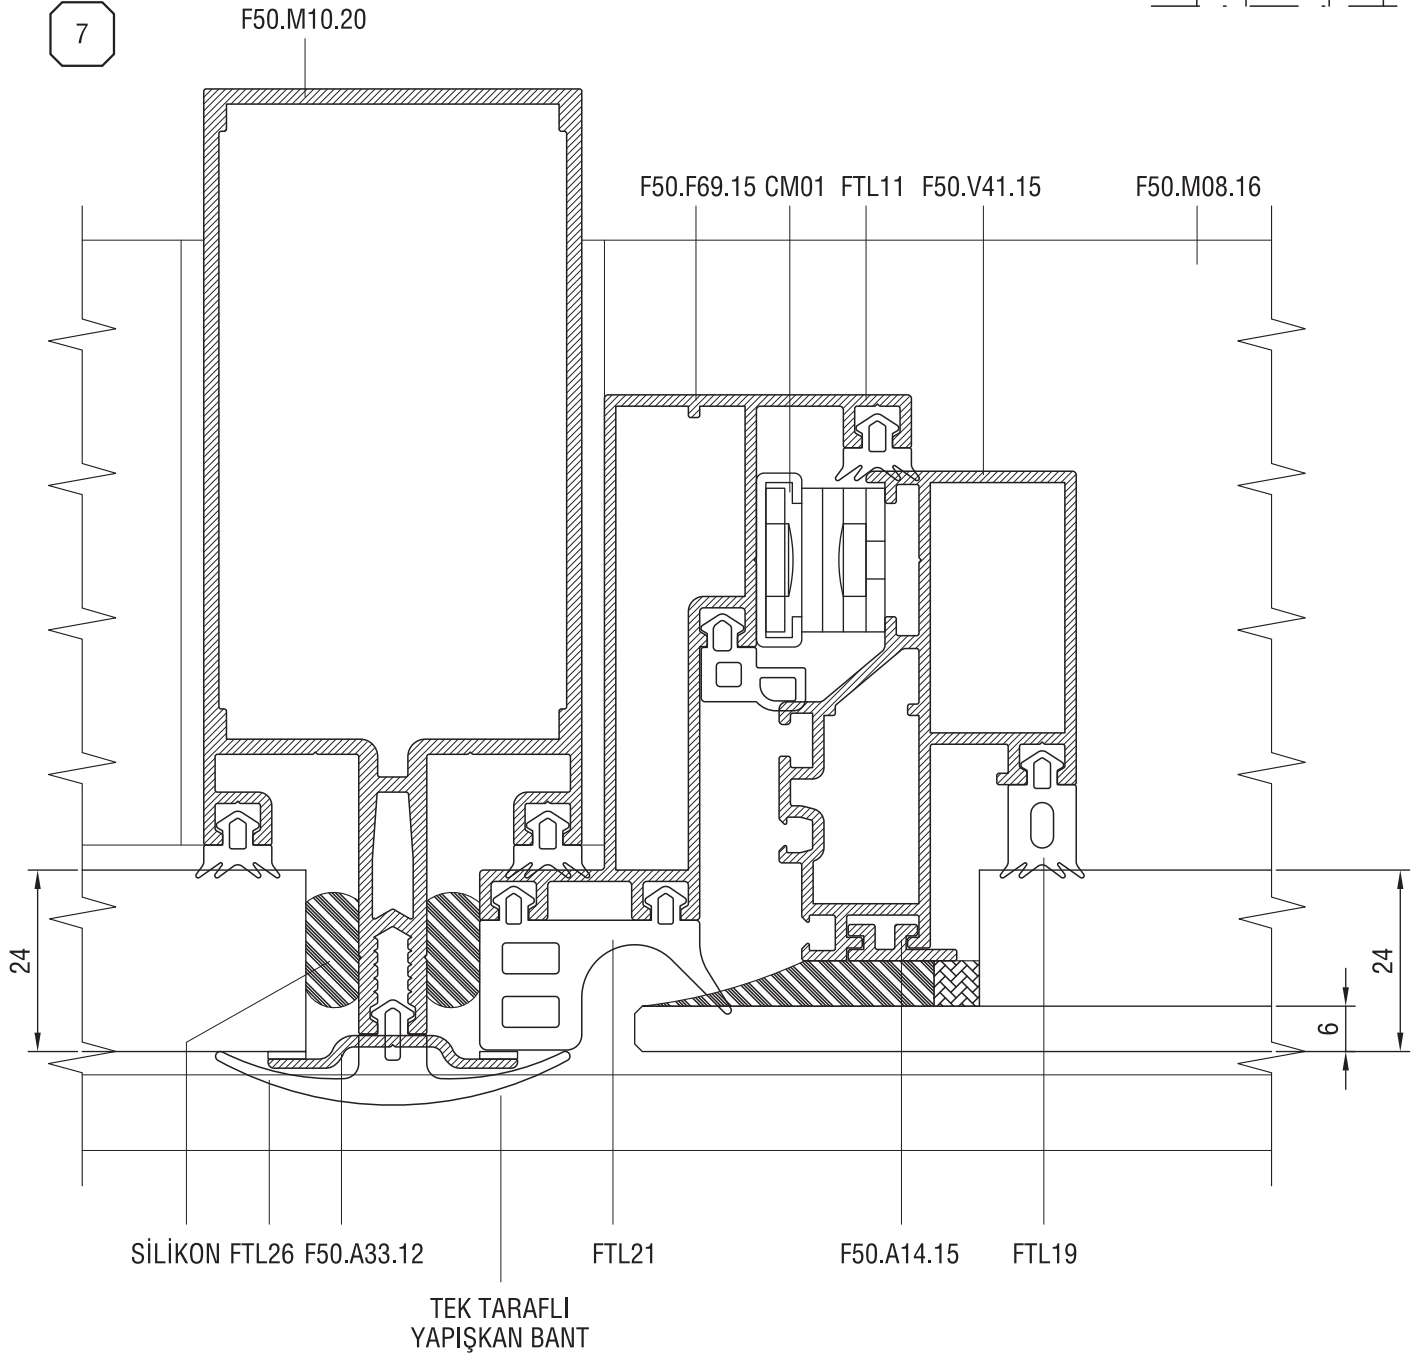 7
F50.M10.20
F50.F69.15 CM01 FTL11 F50.V41.15 F50.M08.16
24
24
6
SİLİKON FTL26 F50.A33.12 FTL21 F50.A14.15 FTL19
TEK TARAFLİ
YAPIŞKAN BANT